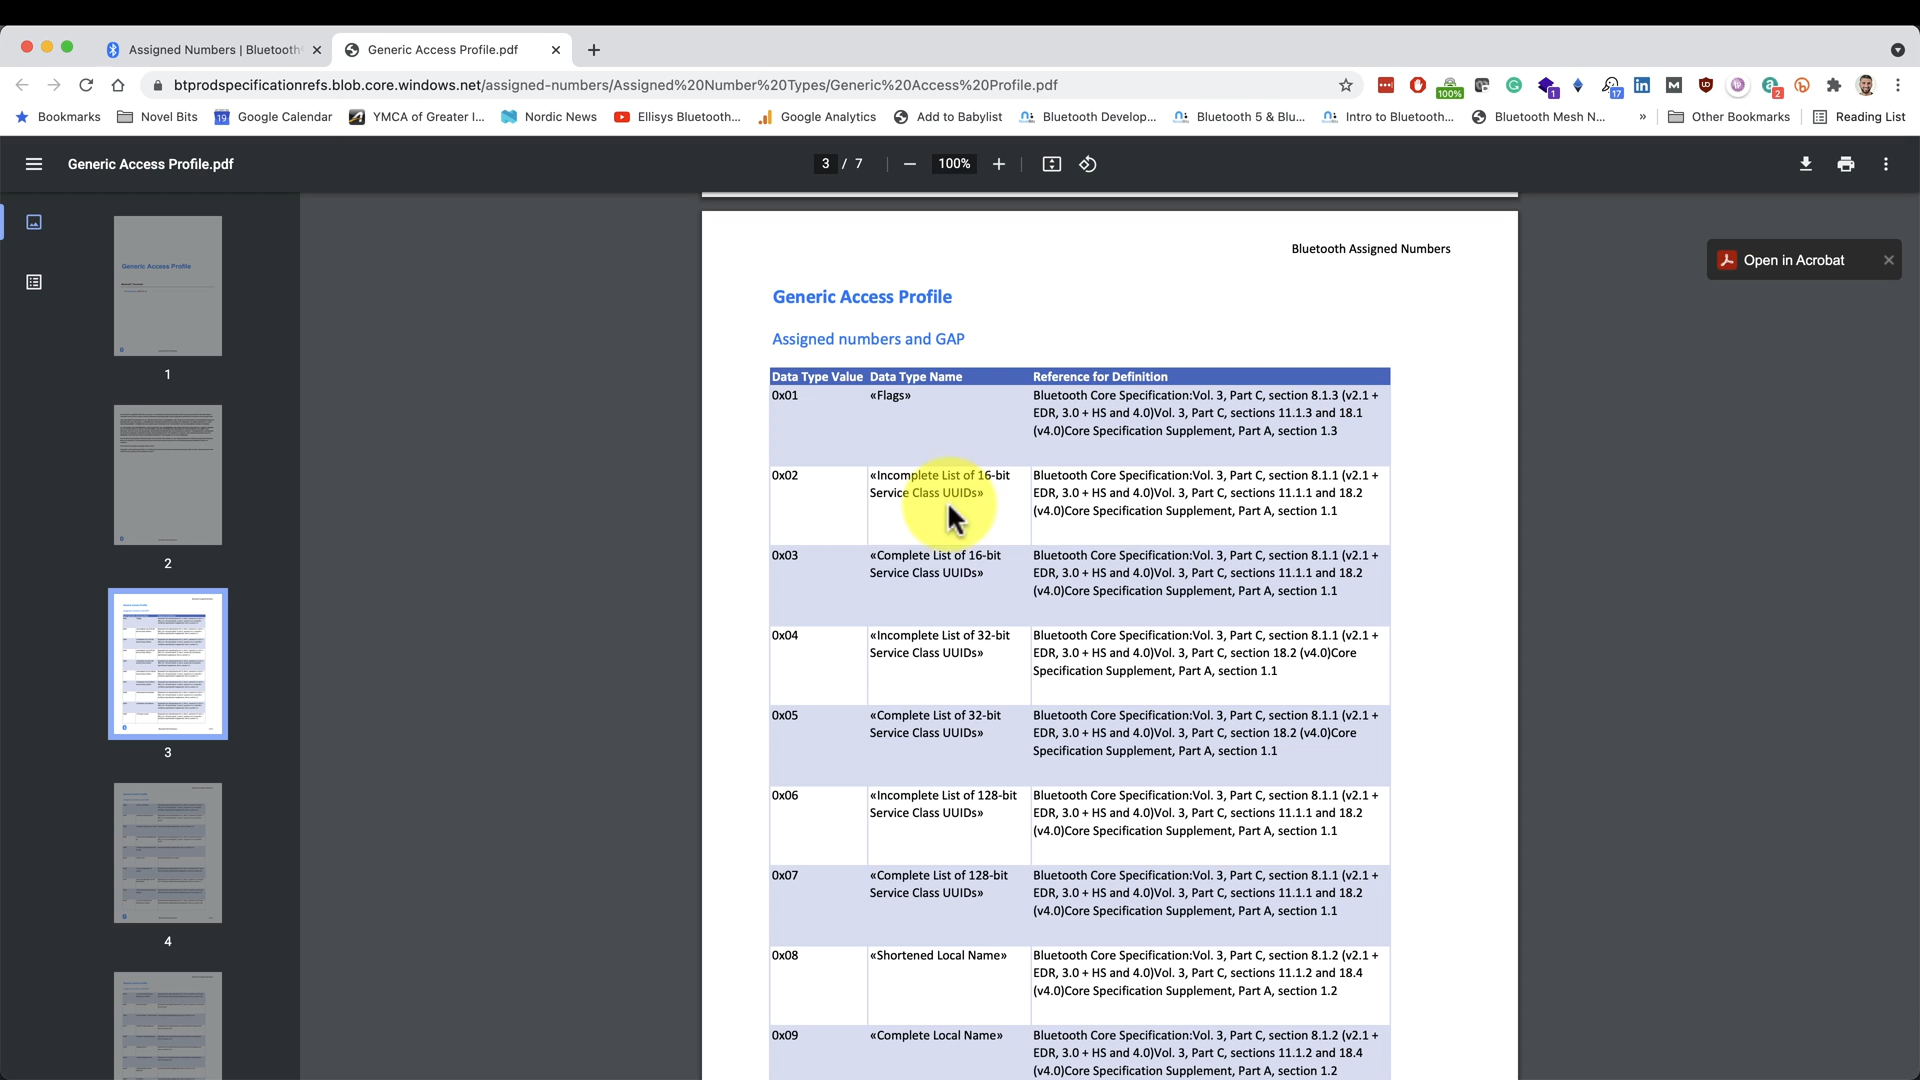 Assigned Numbers | Bluetooth
Generic Access Profile.pdf
btprodspecificationrefs.blob.core.windows.net/assigned-numbers/Assigned%20Number%20Types/Generic%20Access%20Profile.pdf
100%
1
17
2
Bookmarks
Novel Bits
19
Google Calendar
YMCA of Greater I...
Nordic News
Ellisys Bluetooth...
Google Analytics
Add to Babylist
Bluetooth Develop...
Bluetooth 5 & Blu...
Intro to Bluetooth...
Bluetooth Mesh N...
»
Other Bookmarks
Reading List
Generic Access Profile.pdf
3 / 7
100%
Open in Acrobat
Generic Access Profile
1
2
3
4
Bluetooth Assigned Numbers
Generic Access Profile
Assigned numbers and GAP
Data Type Value Data Type Name Reference for Definition
0x01 «Flags» Bluetooth Core Specification:Vol. 3, Part C, section 8.1.3 (v2.1 +
EDR, 3.0 + HS and 4.0)Vol. 3, Part C, sections 11.1.3 and 18.1
(v4.0)Core Specification Supplement, Part A, section 1.3
0x02 «Incomplete List of 16-bit Bluetooth Core Specification:Vol. 3, Part C, section 8.1.1 (v2.1 +
Service Class UUIDs» EDR, 3.0 + HS and 4.0)Vol. 3, Part C, sections 11.1.1 and 18.2
(v4.0)Core Specification Supplement, Part A, section 1.1
0x03 «Complete List of 16-bit Bluetooth Core Specification:Vol. 3, Part C, section 8.1.1 (v2.1 +
Service Class UUIDs» EDR, 3.0 + HS and 4.0)Vol. 3, Part C, sections 11.1.1 and 18.2
(v4.0)Core Specification Supplement, Part A, section 1.1
0x04 «Incomplete List of 32-bit Bluetooth Core Specification:Vol. 3, Part C, section 8.1.1 (v2.1 +
Service Class UUIDs» EDR, 3.0 + HS and 4.0)Vol. 3, Part C, section 18.2 (v4.0)Core
Specification Supplement, Part A, section 1.1
0x05 «Complete List of 32-bit Bluetooth Core Specification:Vol. 3, Part C, section 8.1.1 (v2.1 +
Service Class UUIDs» EDR, 3.0 + HS and 4.0)Vol. 3, Part C, section 18.2 (v4.0)Core
Specification Supplement, Part A, section 1.1
0x06 «Incomplete List of 128-bit Bluetooth Core Specification:Vol. 3, Part C, section 8.1.1 (v2.1 +
Service Class UUIDs» EDR, 3.0 + HS and 4.0)Vol. 3, Part C, sections 11.1.1 and 18.2
(v4.0)Core Specification Supplement, Part A, section 1.1
0x07 «Complete List of 128-bit Bluetooth Core Specification:Vol. 3, Part C, section 8.1.1 (v2.1 +
Service Class UUIDs» EDR, 3.0 + HS and 4.0)Vol. 3, Part C, sections 11.1.1 and 18.2
(v4.0)Core Specification Supplement, Part A, section 1.1
0x08 «Shortened Local Name» Bluetooth Core Specification:Vol. 3, Part C, section 8.1.2 (v2.1 +
EDR, 3.0 + HS and 4.0)Vol. 3, Part C, sections 11.1.2 and 18.4
(v4.0)Core Specification Supplement, Part A, section 1.2
0x09 «Complete Local Name» Bluetooth Core Specification:Vol. 3, Part C, section 8.1.2 (v2.1 +
EDR, 3.0 + HS and 4.0)Vol. 3, Part C, sections 11.1.2 and 18.4
(v4.0)Core Specification Supplement, Part A, section 1.2